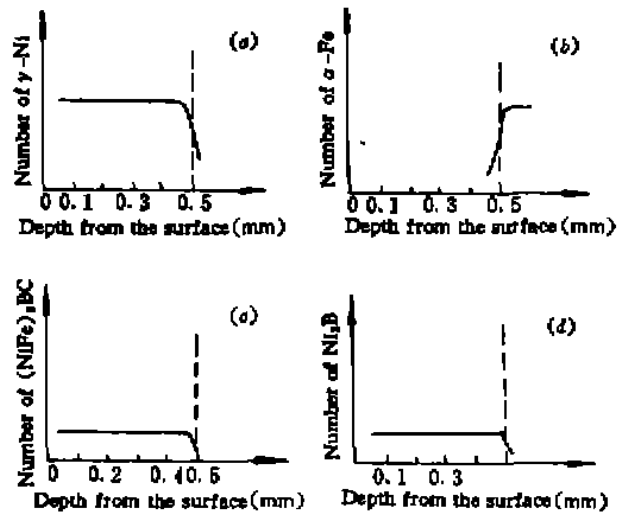 (a)
Number of γ-Ni
0 0.1 0.3 0.5
Depth from the surface(mm)
(b)
Number of α-Fe
0 0.1 0.3 0.5
Depth from the surface(mm)
(c)
Number of (NiFe)₃BC
0 0.2 0.4 0.5
Depth from the surface(mm)
(d)
Number of Ni₃B
0.1 0.3
Depth from the surface(mm)